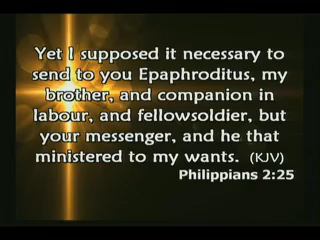 Yet I supposed it necessary to
send to you Epaphroditus, my
brother, and companion in
labour, and fellowsoldier, but
your messenger, and he that
ministered to my wants. (KJV)
Philippians 2:25